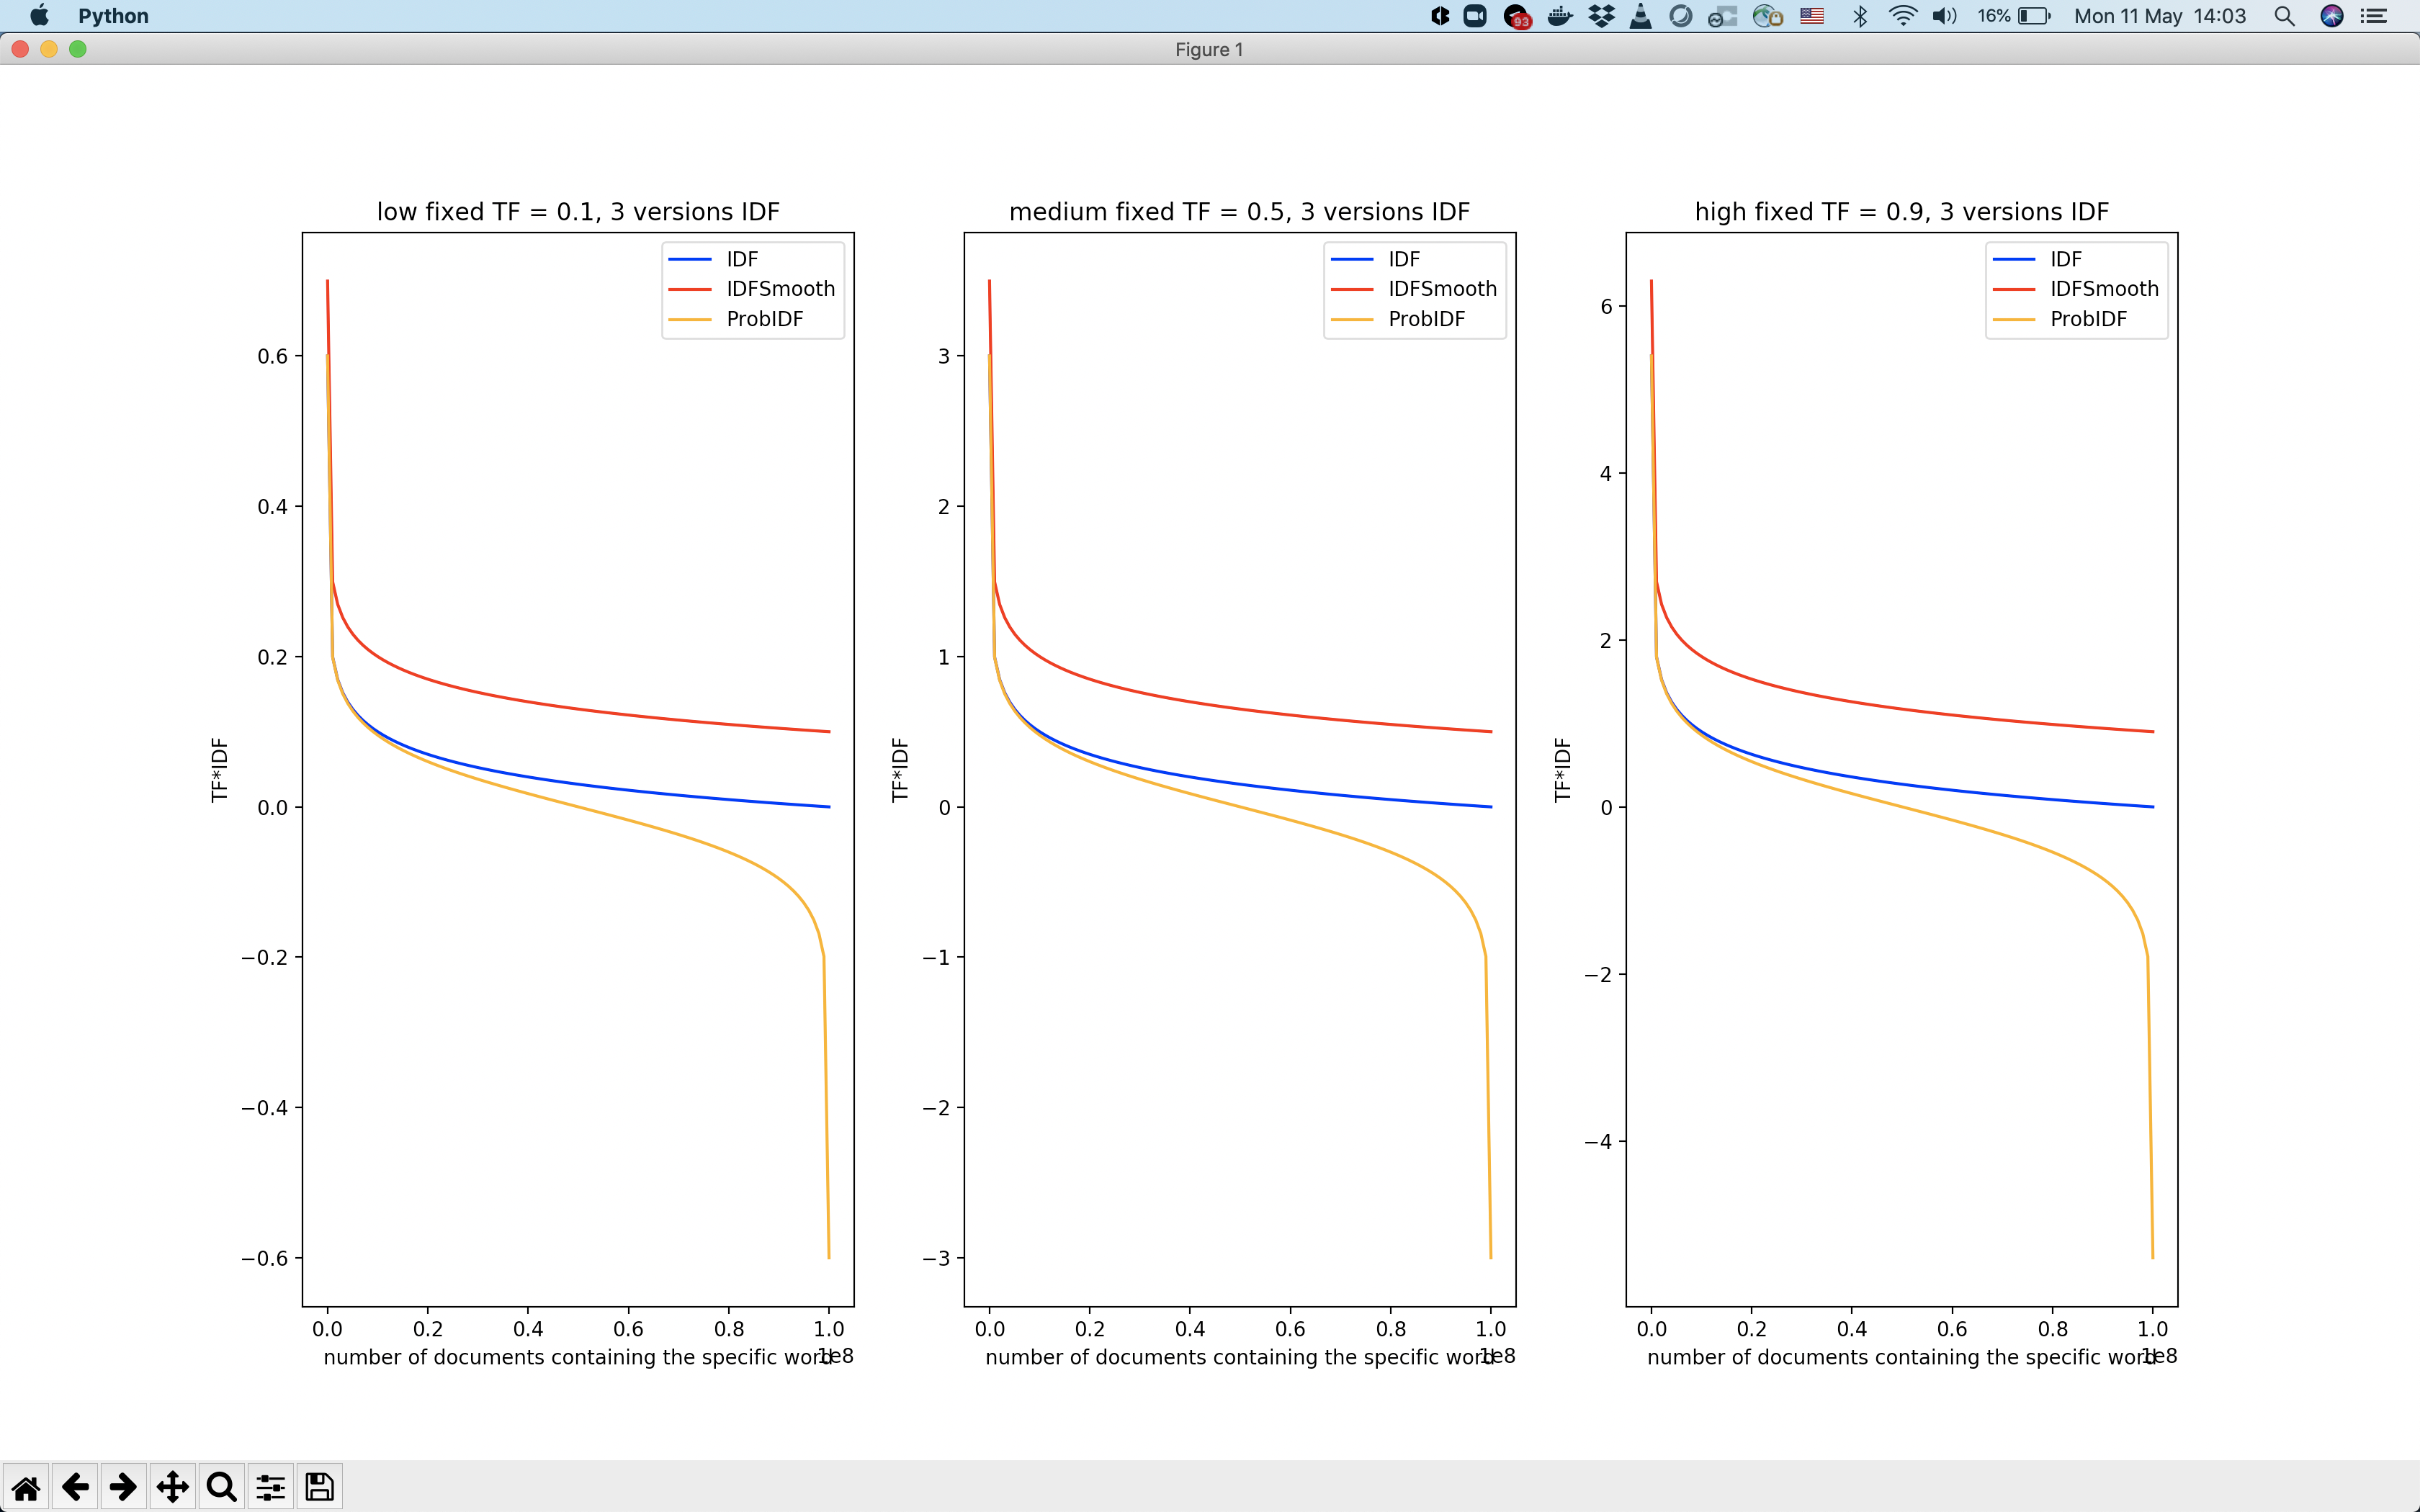 Python
93
16%
Mon 11 May 14:03
Figure 1
low fixed TF = 0.1, 3 versions IDF
IDF
IDFSmooth
ProbIDF
0.6
0.4
0.2
0.0
−0.2
−0.4
−0.6
TF*IDF
0.0 0.2 0.4 0.6 0.8 1.0
number of documents containing the specific word
1e8
medium fixed TF = 0.5, 3 versions IDF
IDF
IDFSmooth
ProbIDF
3
2
1
0
−1
−2
−3
TF*IDF
0.0 0.2 0.4 0.6 0.8 1.0
number of documents containing the specific word
1e8
high fixed TF = 0.9, 3 versions IDF
IDF
IDFSmooth
ProbIDF
6
4
2
0
−2
−4
TF*IDF
0.0 0.2 0.4 0.6 0.8 1.0
number of documents containing the specific word
1e8